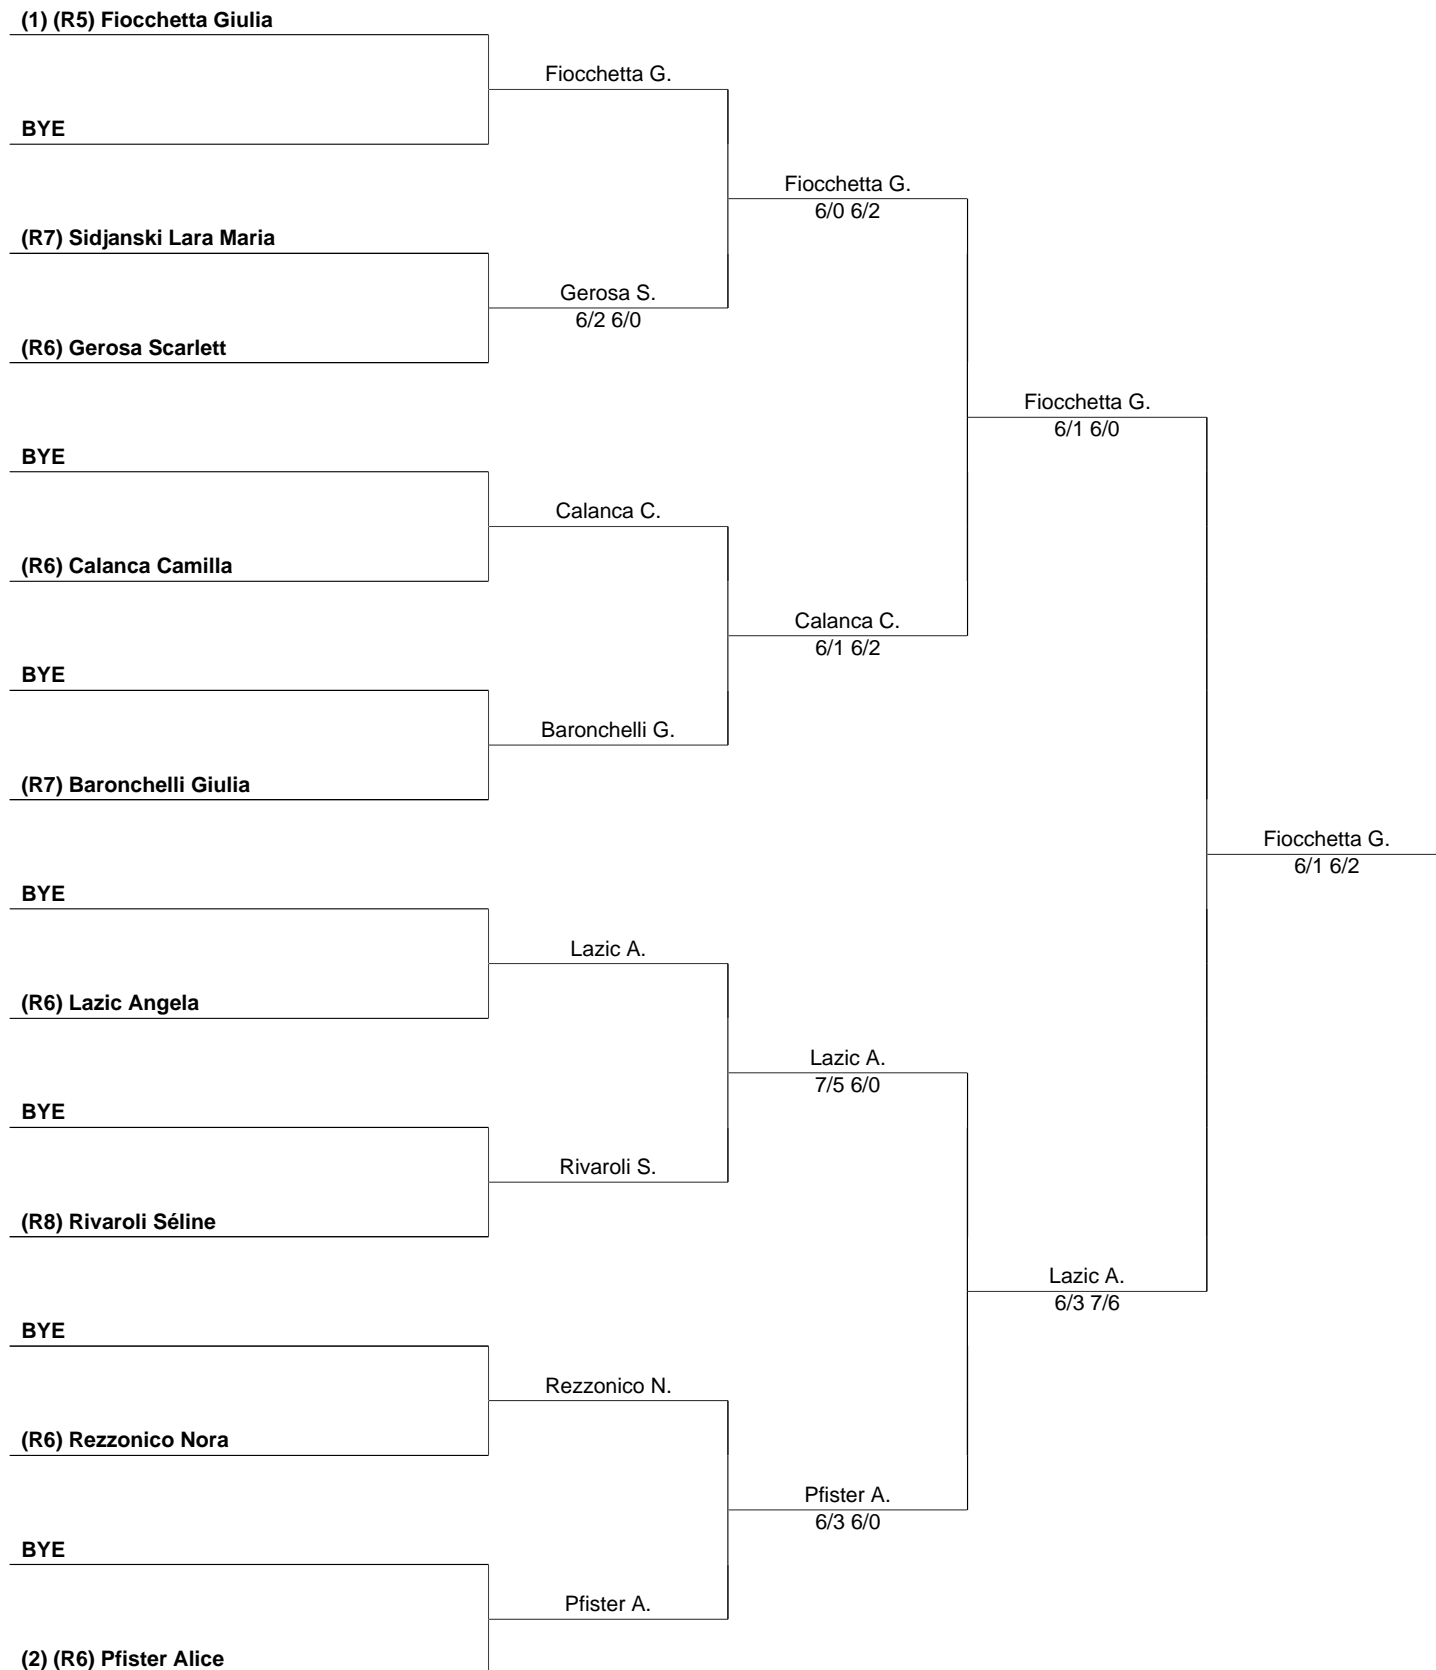 (1) (R5) Fiocchetta Giulia
Fiocchetta G.
BYE
Fiocchetta G.
6/0 6/2
(R7) Sidjanski Lara Maria
Gerosa S.
6/2 6/0
(R6) Gerosa Scarlett
Fiocchetta G.
6/1 6/0
BYE
Calanca C.
(R6) Calanca Camilla
Calanca C.
6/1 6/2
BYE
Baronchelli G.
(R7) Baronchelli Giulia
Fiocchetta G.
6/1 6/2
BYE
Lazic A.
(R6) Lazic Angela
Lazic A.
7/5 6/0
BYE
Rivaroli S.
(R8) Rivaroli Séline
Lazic A.
6/3 7/6
BYE
Rezzonico N.
(R6) Rezzonico Nora
Pfister A.
6/3 6/0
BYE
Pfister A.
(2) (R6) Pfister Alice